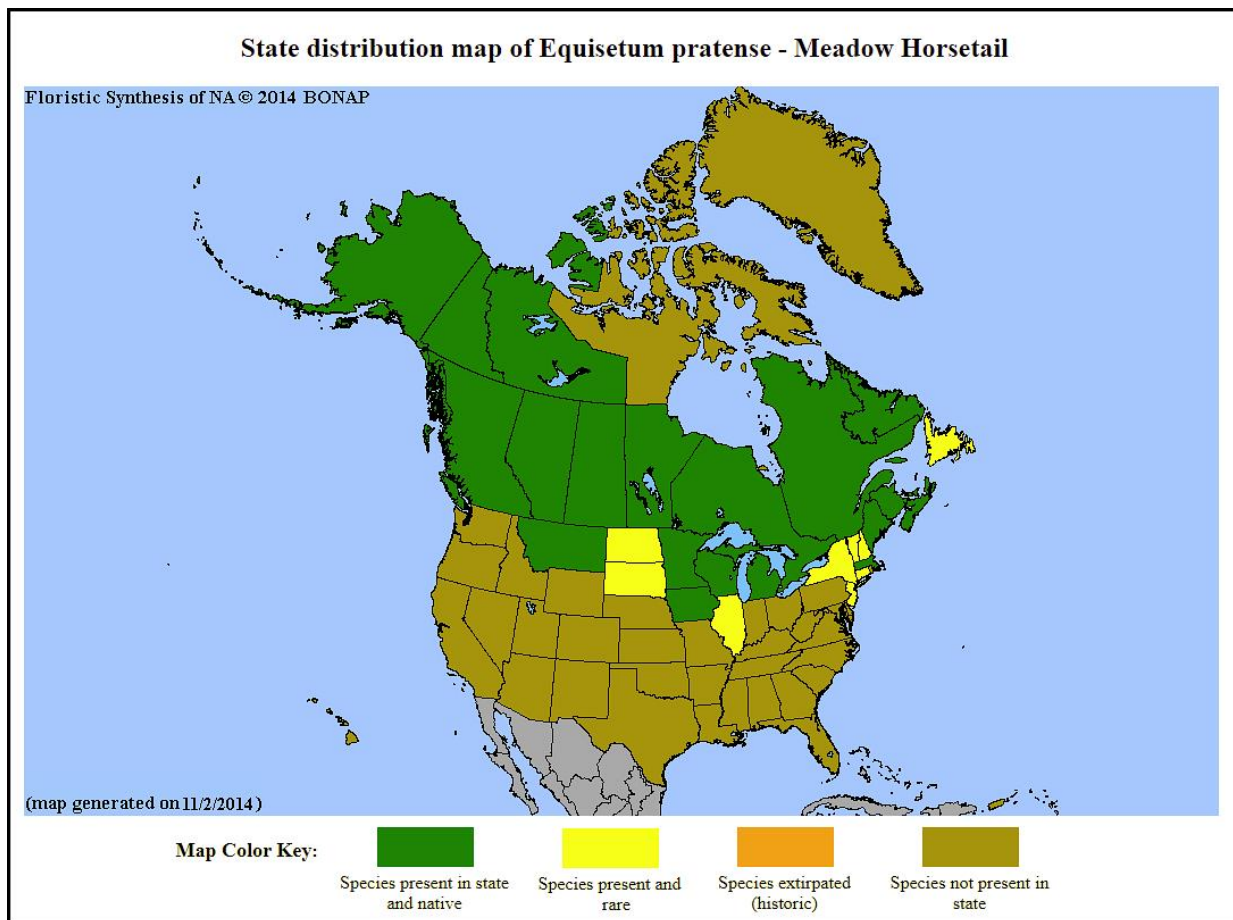 State distribution map of Equisetum pratense - Meadow Horsetail
Floristic Synthesis of NA © 2014 BONAP
(map generated on 11/2/2014)
Map Color Key:
Species present in state
and native
Species present and
rare
Species extirpated
(historic)
Species not present in
state